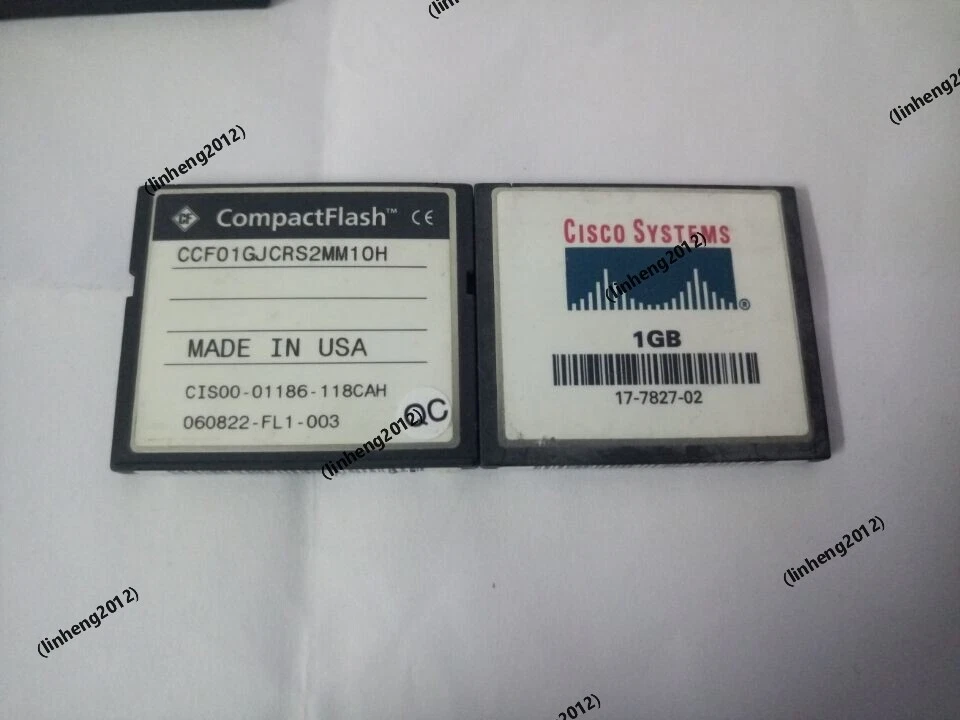 (linheng2012)
(linheng2012)
CF CompactFlash™ CE
CCF01GJCRS2MM10H
MADE IN USA
CIS00-01186-118CAH
QC
060822-FL1-003
(linheng2012)
CISCO SYSTEMS
(linheng2012)
®
1GB
17-7827-02
(linheng2012)
(linheng2012)